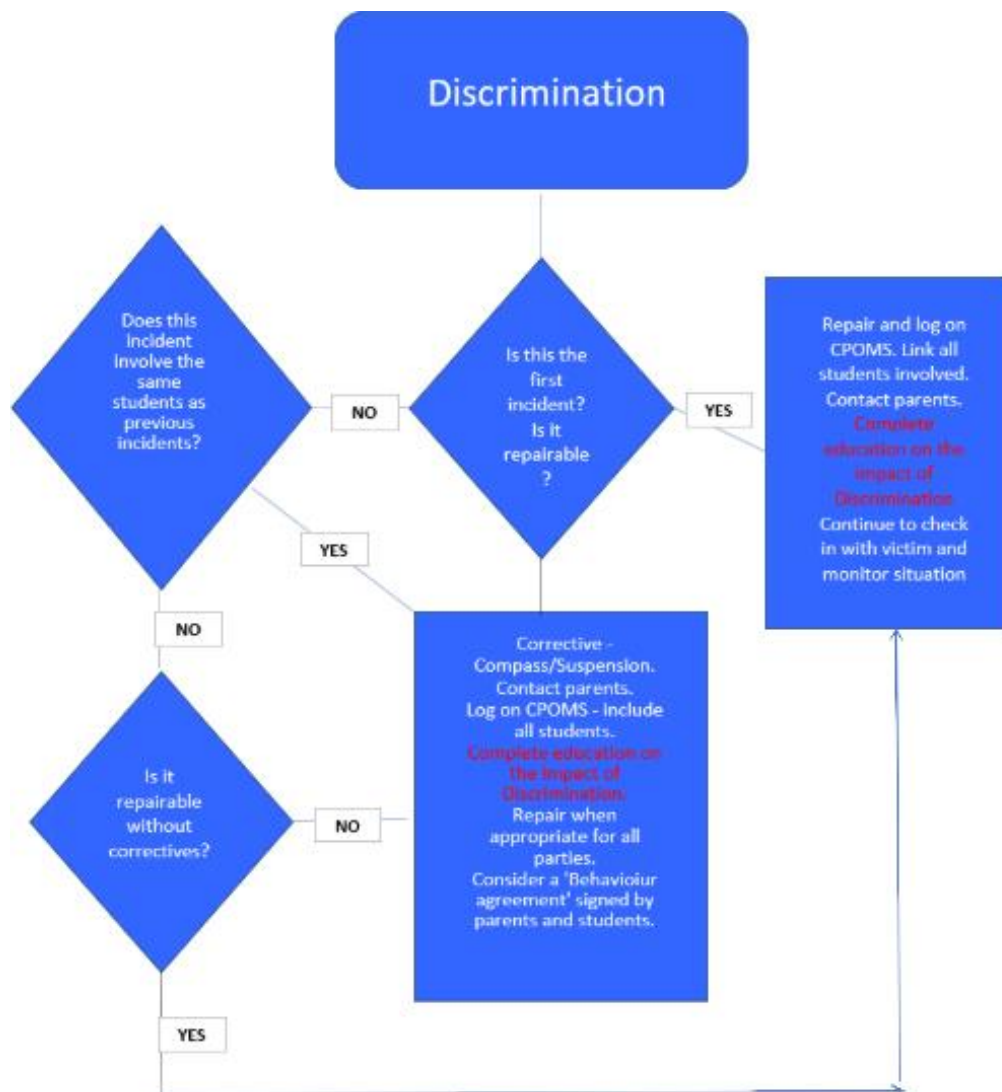 Discrimination
Does this
incident
involve the
same
students as
previous
incidents?
NO
Is this the
first
incident?
Is it
repairable
?
YES
Repair and log on
CPOMS. Link all
students involved.
Contact parents.
Complete
education on the
impact of
Discrimination
Continue to check
in with victim and
monitor situation
YES
NO
Corrective -
Compass/Suspension.
Contact parents.
Log on CPOMS - include
all students.
Complete education on
the impact of
Discrimination.
Repair when
appropriate for all
parties.
Consider a 'Behavioiur
agreement' signed by
parents and students.
Is it
repairable
without
correctives?
NO
YES